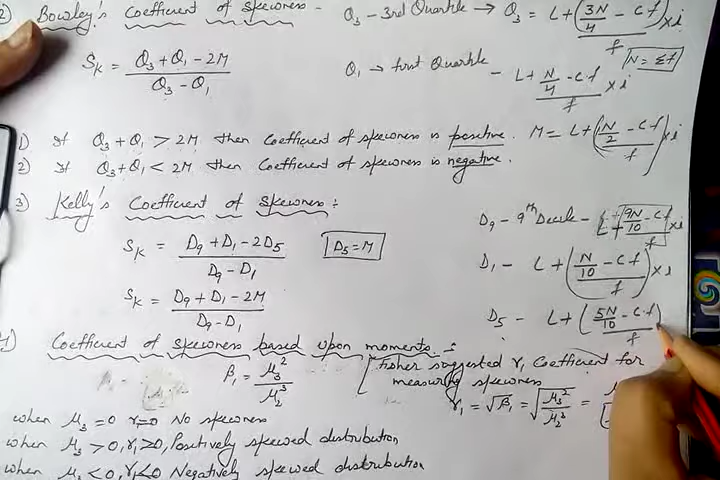 2) Bowley's Coefficient of Skewness - Q3 - 3rd Quartile → Q3 = L+(3N/4 - Cf)/f × i
Sk = (Q3 + Q1 - 2M)/(Q3 - Q1) Q1 → first Quartile - L+(N/4 - C.f)/f × i N = Σf
1) If Q3 + Q1 > 2M then Coefficient of skewness is positive. M = L+(N/2 - C.f)/f × i
2) If Q3+Q1 < 2M then Coefficient of skewness is negative.
3) Kelly's Coefficient of Skewness :-
Sk = (D9 + D1 - 2D5)/(D9 - D1) D5 = M D9 - 9th Decile - L+(9N/10 - Cf)/f × i
Sk = (D9 + D1 - 2M)/(D9 - D1) D1 - L+(N/10 - C.f)/f × i
D5 - L+(5N/10 - C.f)/f
4) Coefficient of skewness based upon moments :-
β1 = μ3²/μ2³ Fisher suggested γ1 Coefficient for
measuring skewness
γ1 = √β1 = √(μ3²/μ2³) =
when μ3 = 0 γ1=0 No skewness
when μ3 > 0, γ1>0, Positively skewed distribution
when μ3 < 0, γ1<0 Negatively skewed distribution